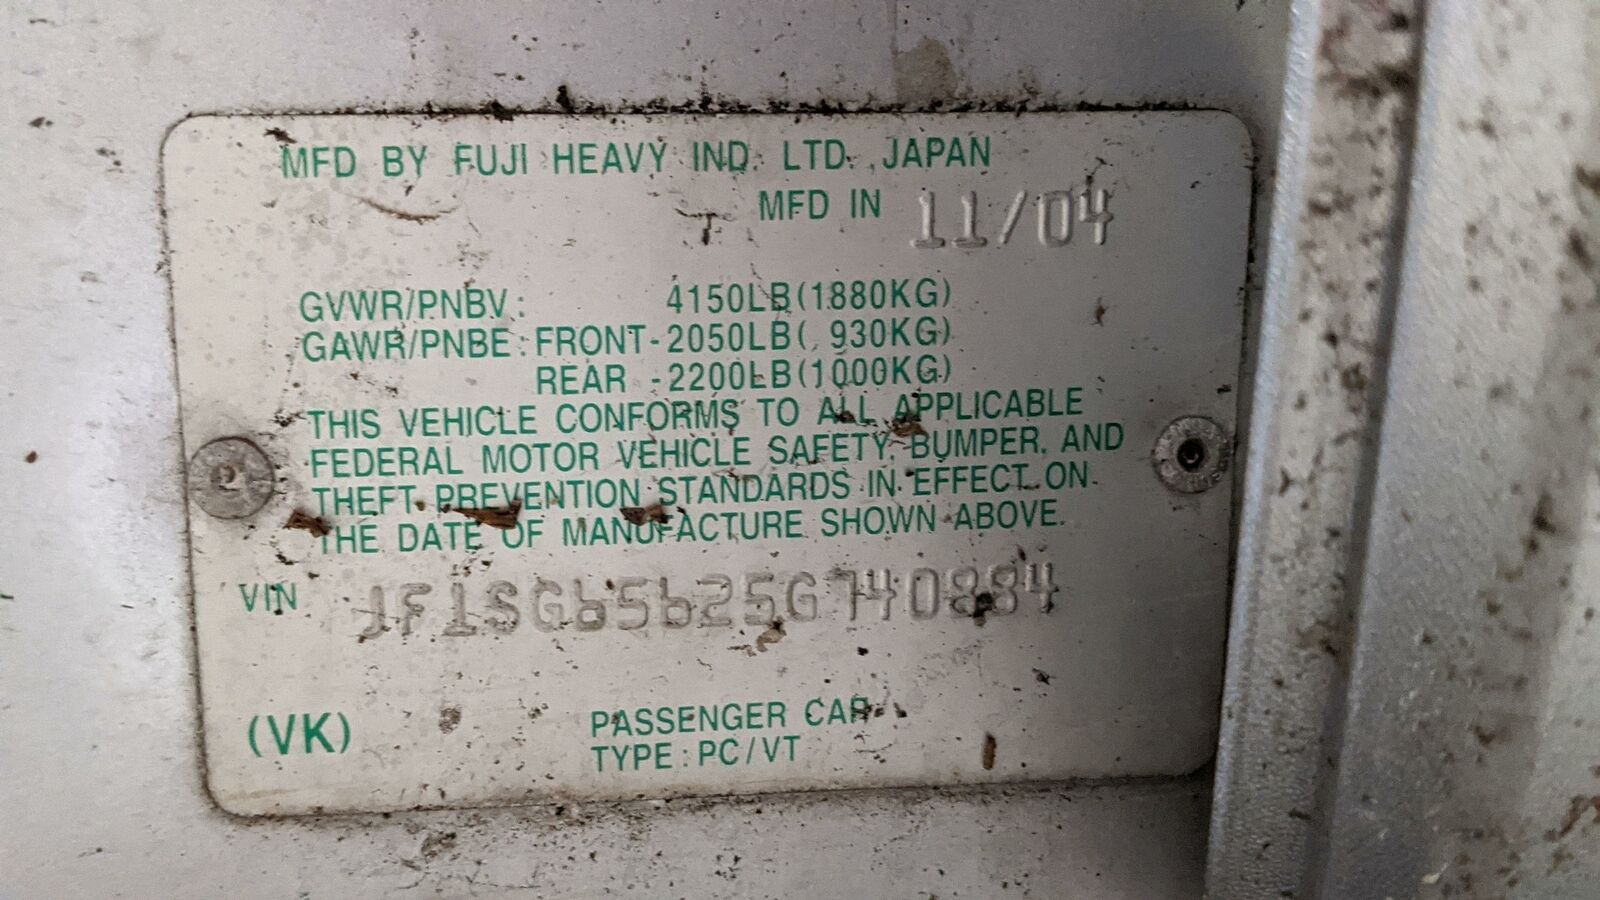 MFD BY FUJI HEAVY IND. LTD. ,JAPAN
MFD IN 11/04
GVWR/PNBV: 4150LB(1880KG)
GAWR/PNBE: FRONT-2050LB( 930KG)
REAR -2200LB(1000KG)
THIS VEHICLE CONFORMS TO ALL APPLICABLE
FEDERAL MOTOR VEHICLE SAFETY, BUMPER, AND
THEFT PREVENTION STANDARDS IN EFFECT ON
THE DATE OF MANUFACTURE SHOWN ABOVE.
VIN JF1SG65625G740884
(VK) PASSENGER CAR
TYPE: PC/VT